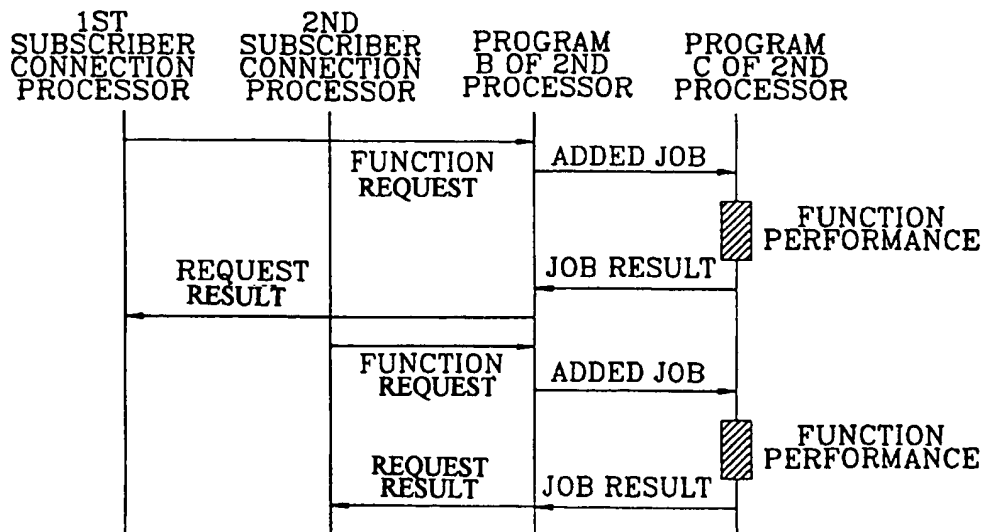 1ST
SUBSCRIBER
CONNECTION
PROCESSOR
2ND
SUBSCRIBER
CONNECTION
PROCESSOR
PROGRAM
B OF 2ND
PROCESSOR
PROGRAM
C OF 2ND
PROCESSOR
FUNCTION
REQUEST
ADDED JOB
FUNCTION
PERFORMANCE
JOB RESULT
REQUEST
RESULT
FUNCTION
REQUEST
ADDED JOB
FUNCTION
PERFORMANCE
REQUEST
RESULT
JOB RESULT